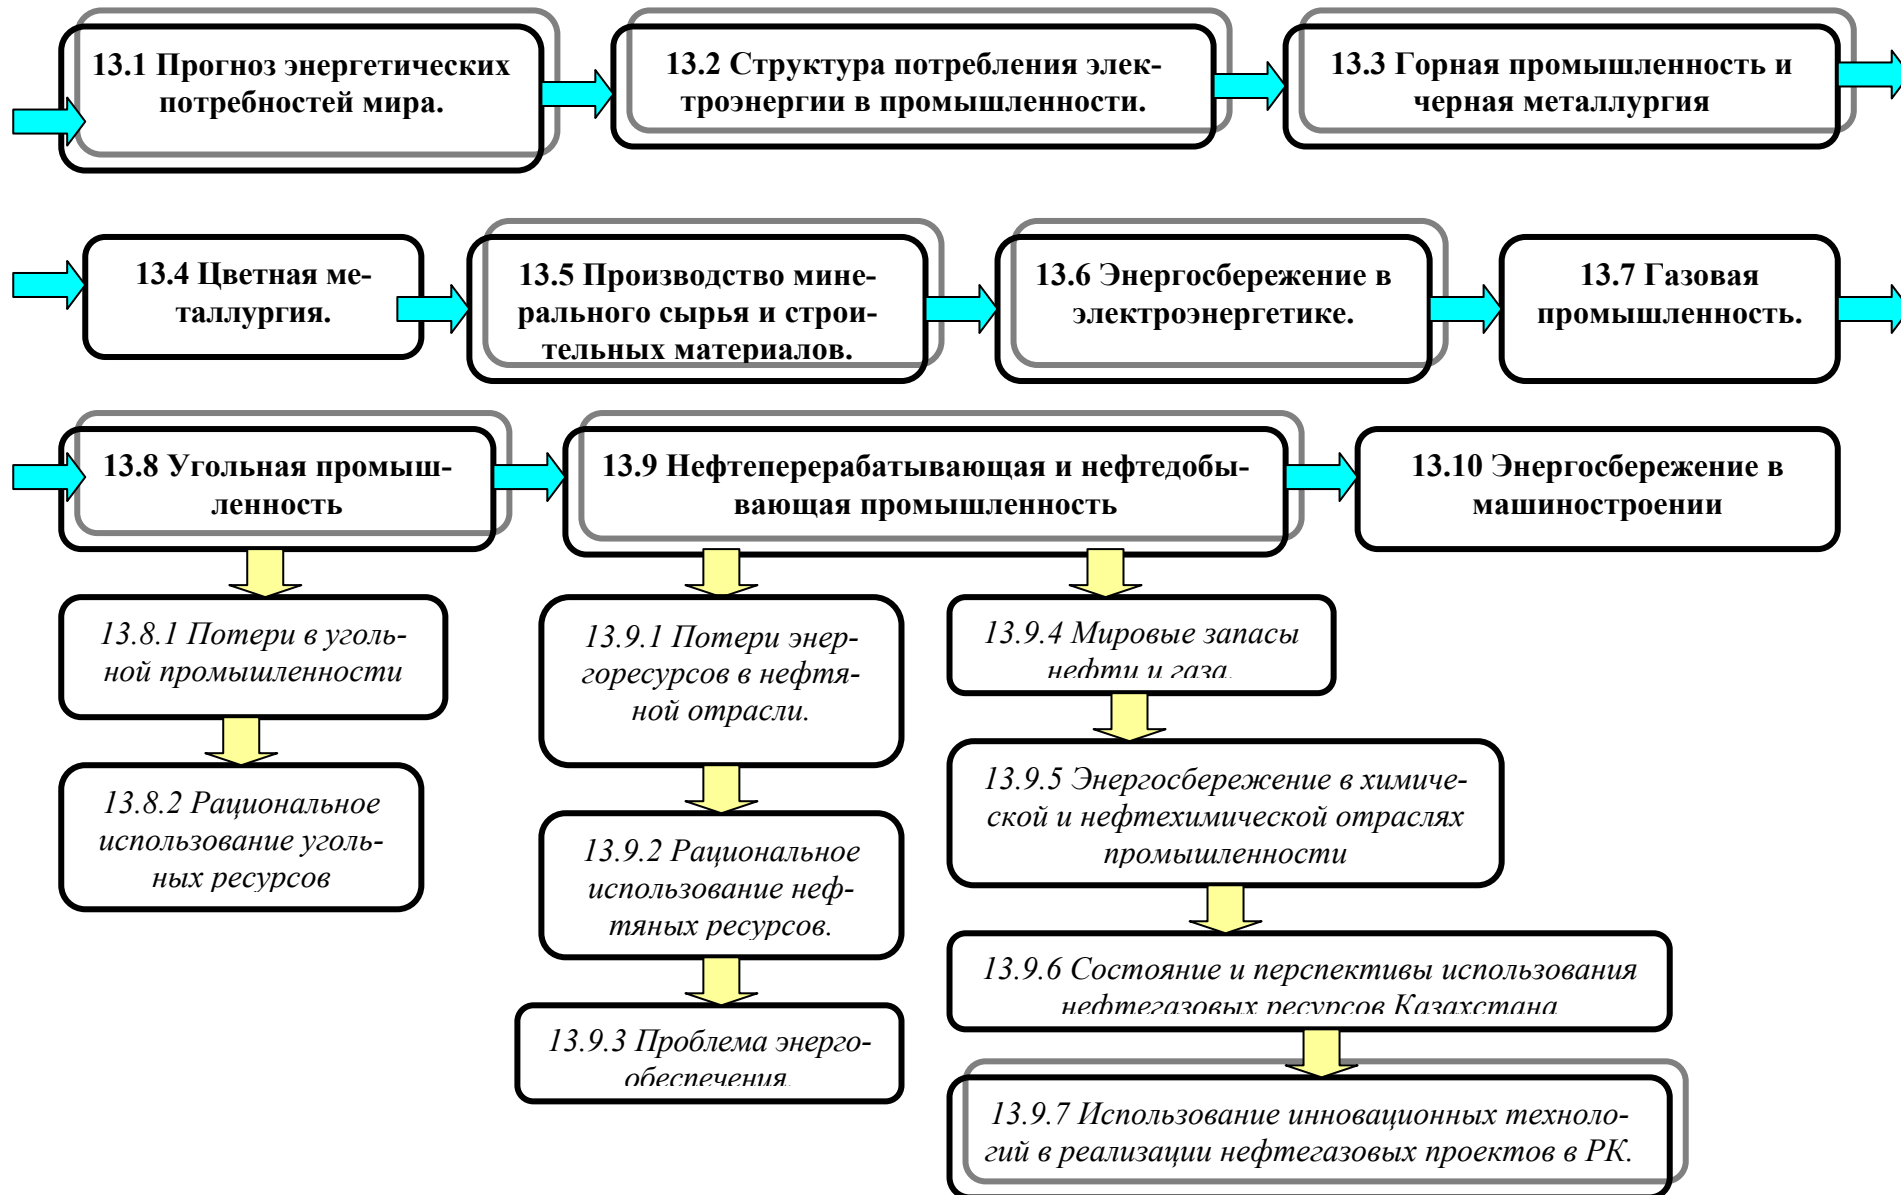 13.1 Прогноз энергетических
потребностей мира.
13.2 Структура потребления элек-
троэнергии в промышленности.
13.3 Горная промышленность и
черная металлургия
13.4 Цветная ме-
таллургия.
13.5 Производство мине-
рального сырья и строи-
тельных материалов.
13.6 Энергосбережение в
электроэнергетике.
13.7 Газовая
промышленность.
13.8 Угольная промыш-
ленность
13.9 Нефтеперерабатывающая и нефтедобы-
вающая промышленность
13.10 Энергосбережение в
машиностроении
13.8.1 Потери в уголь-
ной промышленности
13.8.2 Рациональное
использование уголь-
ных ресурсов
13.9.1 Потери энер-
горесурсов в нефтя-
ной отрасли.
13.9.2 Рациональное
использование неф-
тяных ресурсов.
13.9.3 Проблема энерго-
обеспечения.
13.9.4 Мировые запасы
нефти и газа.
13.9.5 Энергосбережение в химиче-
ской и нефтехимической отраслях
промышленности
13.9.6 Состояние и перспективы использования
нефтегазовых ресурсов Казахстана
13.9.7 Использование инновационных техноло-
гий в реализации нефтегазовых проектов в РК.